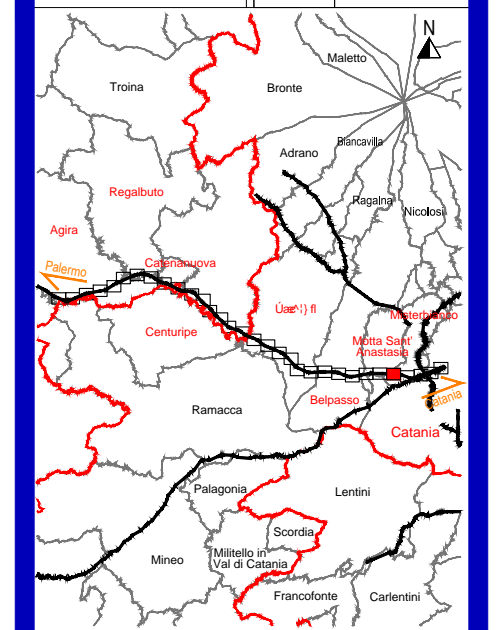 N
Maletto
Troina
Bronte
Biancavilla
Adrano
Regalbuto
Ragalna
Nicolosi
Agira
Palermo
Catenanuova
Misterbianco
Centuripe
Motta Sant'
Anastasia
Belpasso
Catania
Ramacca
Catania
Palagonia
Lentini
Scordia
Mineo
Militello in
Val di Catania
Francofonte
Carlentini